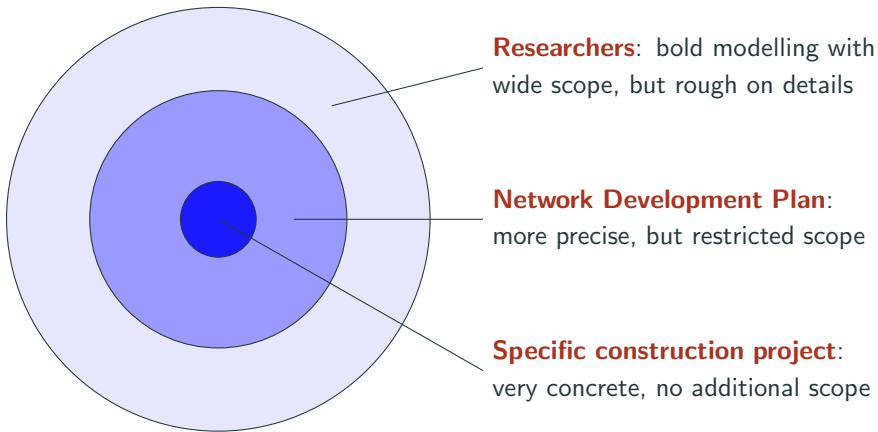 Researchers: bold modelling with
wide scope, but rough on details
Network Development Plan:
more precise, but restricted scope
Specific construction project:
very concrete, no additional scope